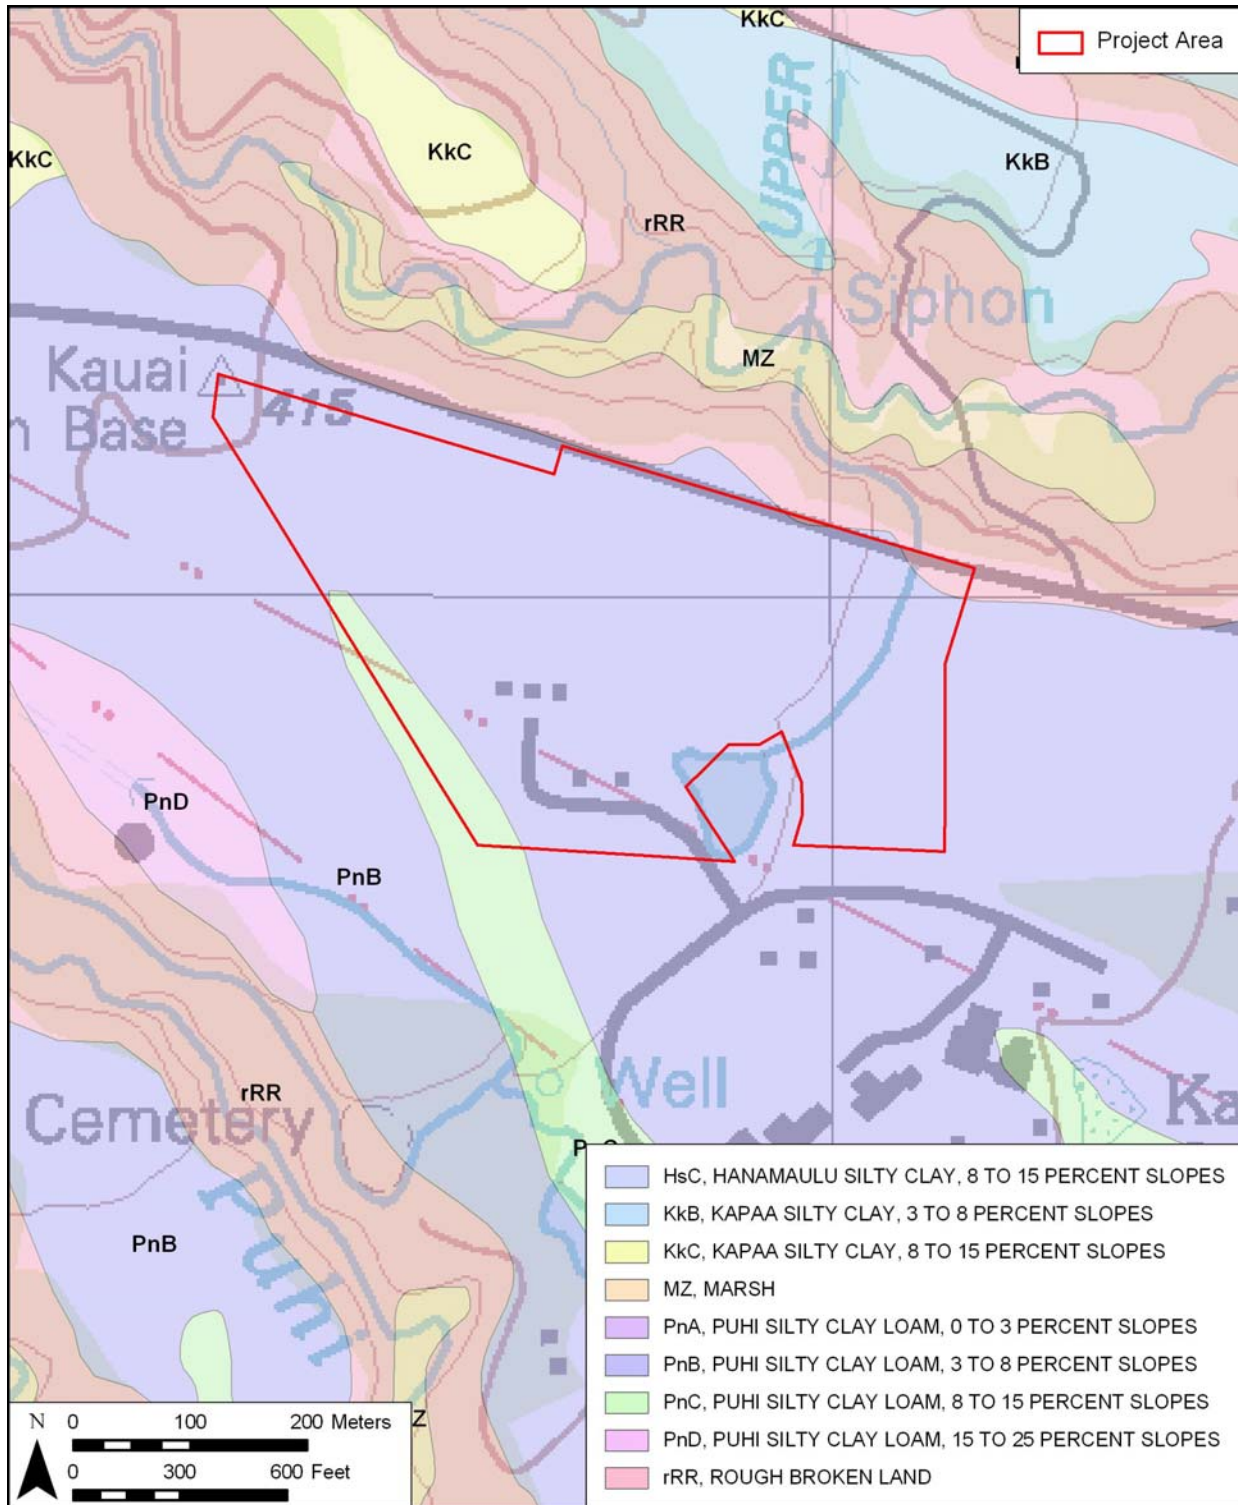 KkC
Project Area
UPPER
KkC
KkC
KkB
rRR
Siphon
MZ
Kauai
415
n Base
PnD
PnB
Well
rRR
Cemetery
Ka
PnB
Puhi
HsC, HANAMAULU SILTY CLAY, 8 TO 15 PERCENT SLOPES
KkB, KAPAA SILTY CLAY, 3 TO 8 PERCENT SLOPES
KkC, KAPAA SILTY CLAY, 8 TO 15 PERCENT SLOPES
MZ, MARSH
PnA, PUHI SILTY CLAY LOAM, 0 TO 3 PERCENT SLOPES
PnB, PUHI SILTY CLAY LOAM, 3 TO 8 PERCENT SLOPES
PnC, PUHI SILTY CLAY LOAM, 8 TO 15 PERCENT SLOPES
PnD, PUHI SILTY CLAY LOAM, 15 TO 25 PERCENT SLOPES
rRR, ROUGH BROKEN LAND
N 0 100 200 Meters
0 300 600 Feet
Z